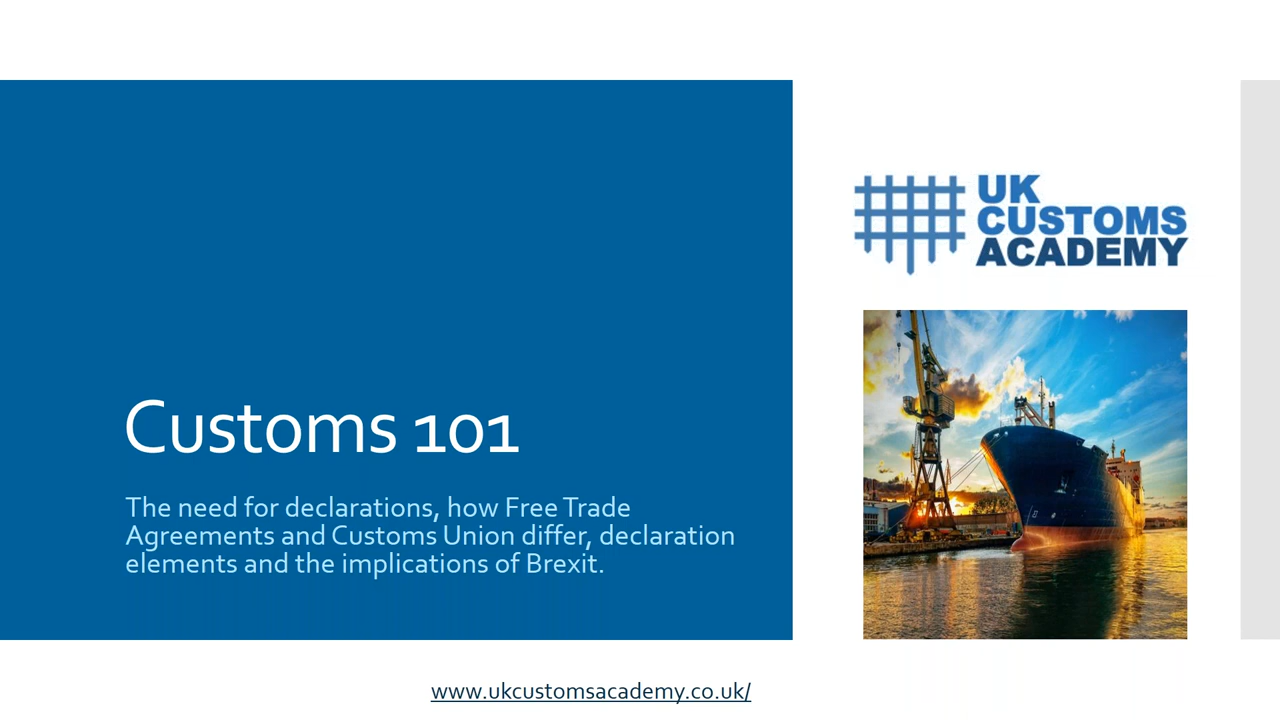 UK
CUSTOMS
ACADEMY
Customs 101
The need for declarations, how Free Trade
Agreements and Customs Union differ, declaration
elements and the implications of Brexit.
www.ukcustomsacademy.co.uk/